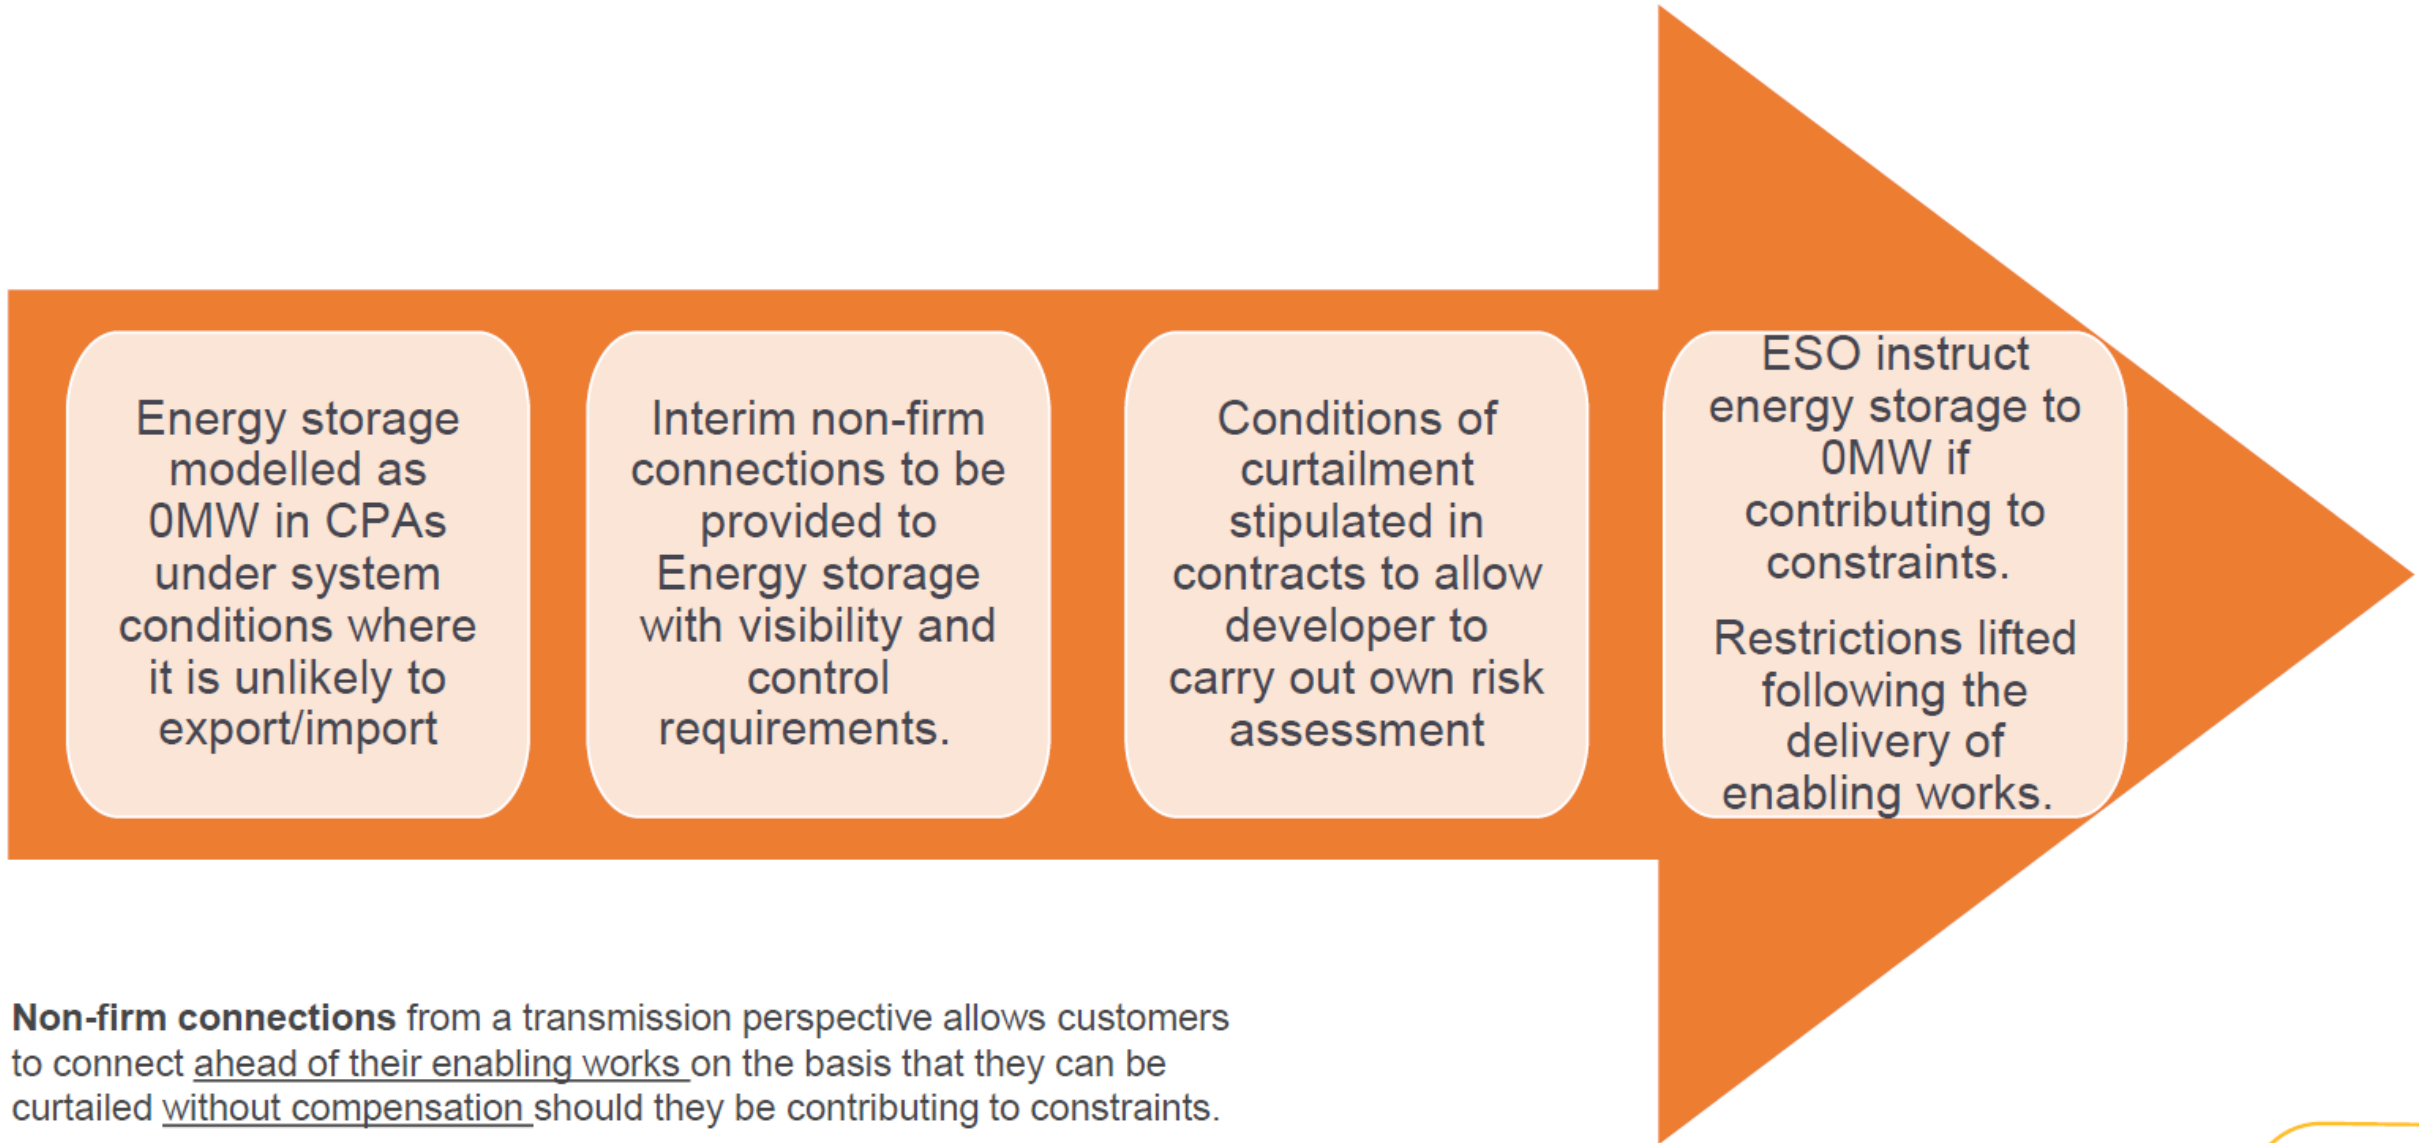 Energy storage
modelled as
0MW in CPAs
under system
conditions where
it is unlikely to
export/import
Interim non-firm
connections to be
provided to
Energy storage
with visibility and
control
requirements.
Conditions of
curtailment
stipulated in
contracts to allow
developer to
carry out own risk
assessment
ESO instruct
energy storage to
0MW if
contributing to
constraints.
Restrictions lifted
following the
delivery of
enabling works.
Non-firm connections from a transmission perspective allows customers
to connect ahead of their enabling works on the basis that they can be
curtailed without compensation should they be contributing to constraints.